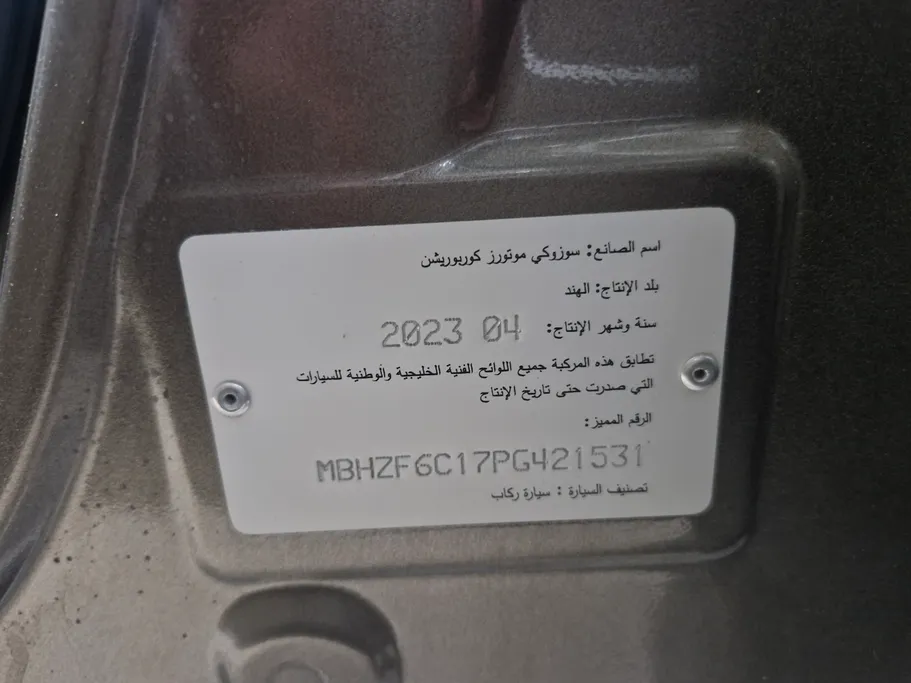 اسم الصانع: سوزوكي موتورز كوربوريشن
بلد الإنتاج: الهند
سنة وشهر الإنتاج: 2023 04
تطابق هذه المركبة جميع اللوائح الفنية الخليجية والوطنية للسيارات
التي صدرت حتى تاريخ الإنتاج
الرقم المميز:
MBHZF6C17PG421531
تصنيف السيارة : سيارة ركاب